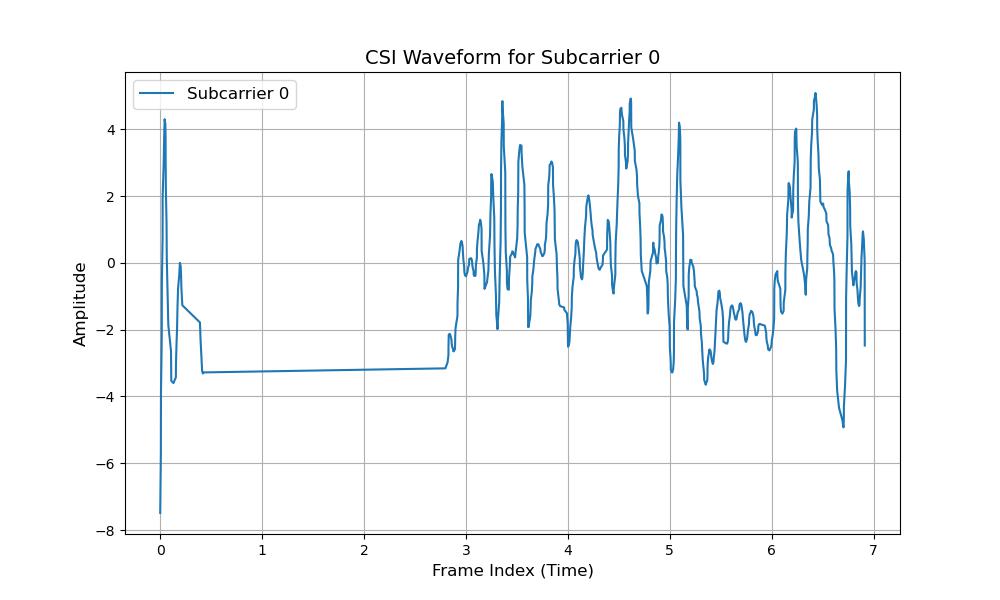 CSI Waveform for Subcarrier 0
Subcarrier 0
Amplitude
4
2
0
−2
−4
−6
−8
0 1 2 3 4 5 6 7
Frame Index (Time)